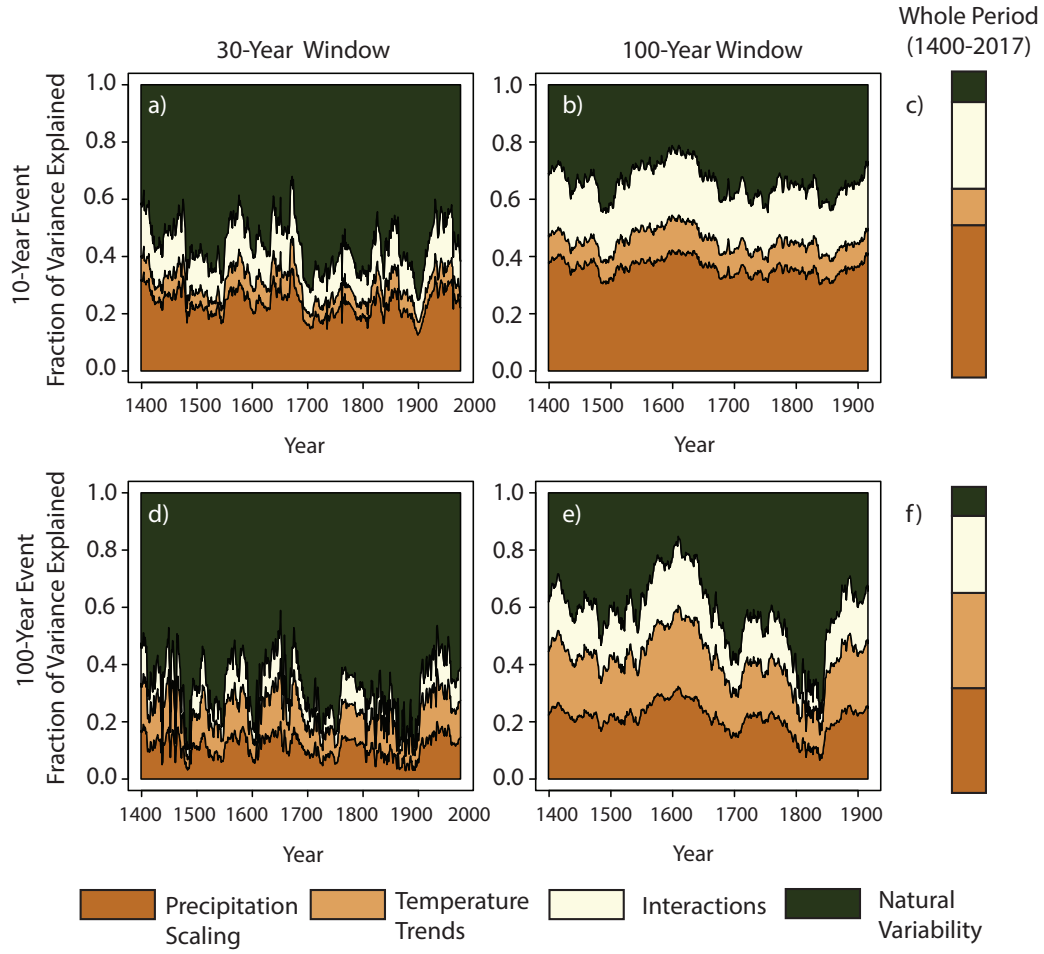 30-Year Window
100-Year Window
Whole Period
(1400-2017)
10-Year Event
Fraction of Variance Explained
1.0
0.8
0.6
0.4
0.2
0.0
a)
1400 1500 1600 1700 1800 1900 2000
Year
1.0
0.8
0.6
0.4
0.2
0.0
b)
1400 1500 1600 1700 1800 1900
Year
c)
100-Year Event
Fraction of Variance Explained
1.0
0.8
0.6
0.4
0.2
0.0
d)
1400 1500 1600 1700 1800 1900 2000
Year
1.0
0.8
0.6
0.4
0.2
0.0
e)
1400 1500 1600 1700 1800 1900
Year
f)
Precipitation
Scaling
Temperature
Trends
Interactions
Natural
Variability